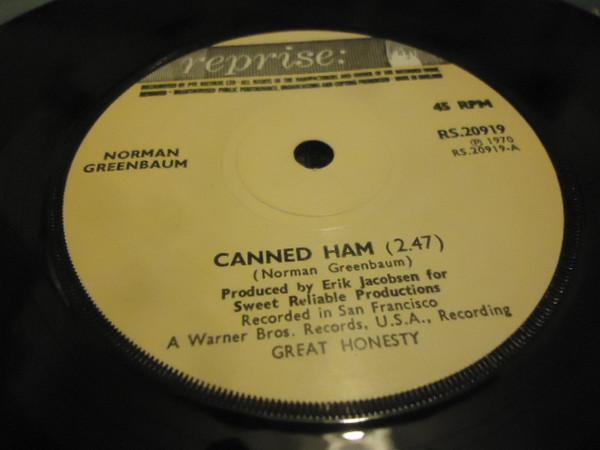 reprise:
45 RPM
RS.20919
℗ 1970
RS.20919-A
NORMAN
GREENBAUM
CANNED HAM (2.47)
(Norman Greenbaum)
Produced by Erik Jacobsen for
Sweet Reliable Productions
Recorded in San Francisco
A Warner Bros. Records, U.S.A., Recording
GREAT HONESTY